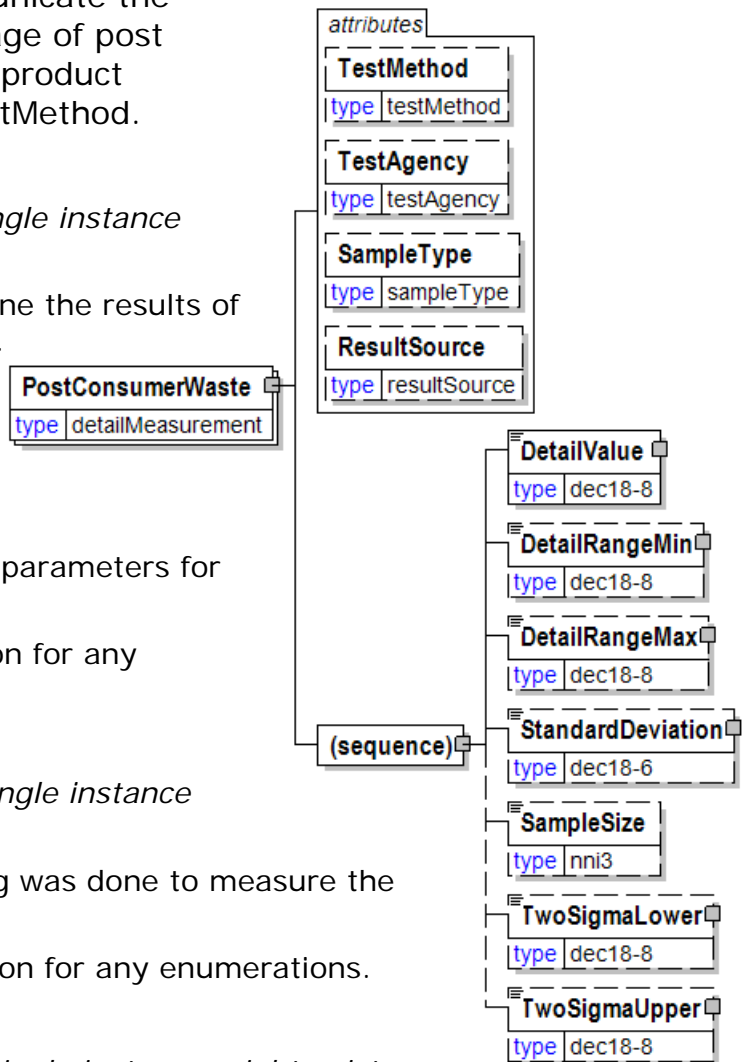 unicate the
age of post
product
tMethod.
ngle instance
ne the results of
parameters for
on for any
ngle instance
g was done to measure the
on for any enumerations.
attributes
TestMethod
type testMethod
TestAgency
type testAgency
SampleType
type sampleType
ResultSource
type resultSource
PostConsumerWaste
type detailMeasurement
(sequence)
DetailValue
type dec18-8
DetailRangeMin
type dec18-8
DetailRangeMax
type dec18-8
StandardDeviation
type dec18-6
SampleSize
type nni3
TwoSigmaLower
type dec18-8
TwoSigmaUpper
type dec18-8